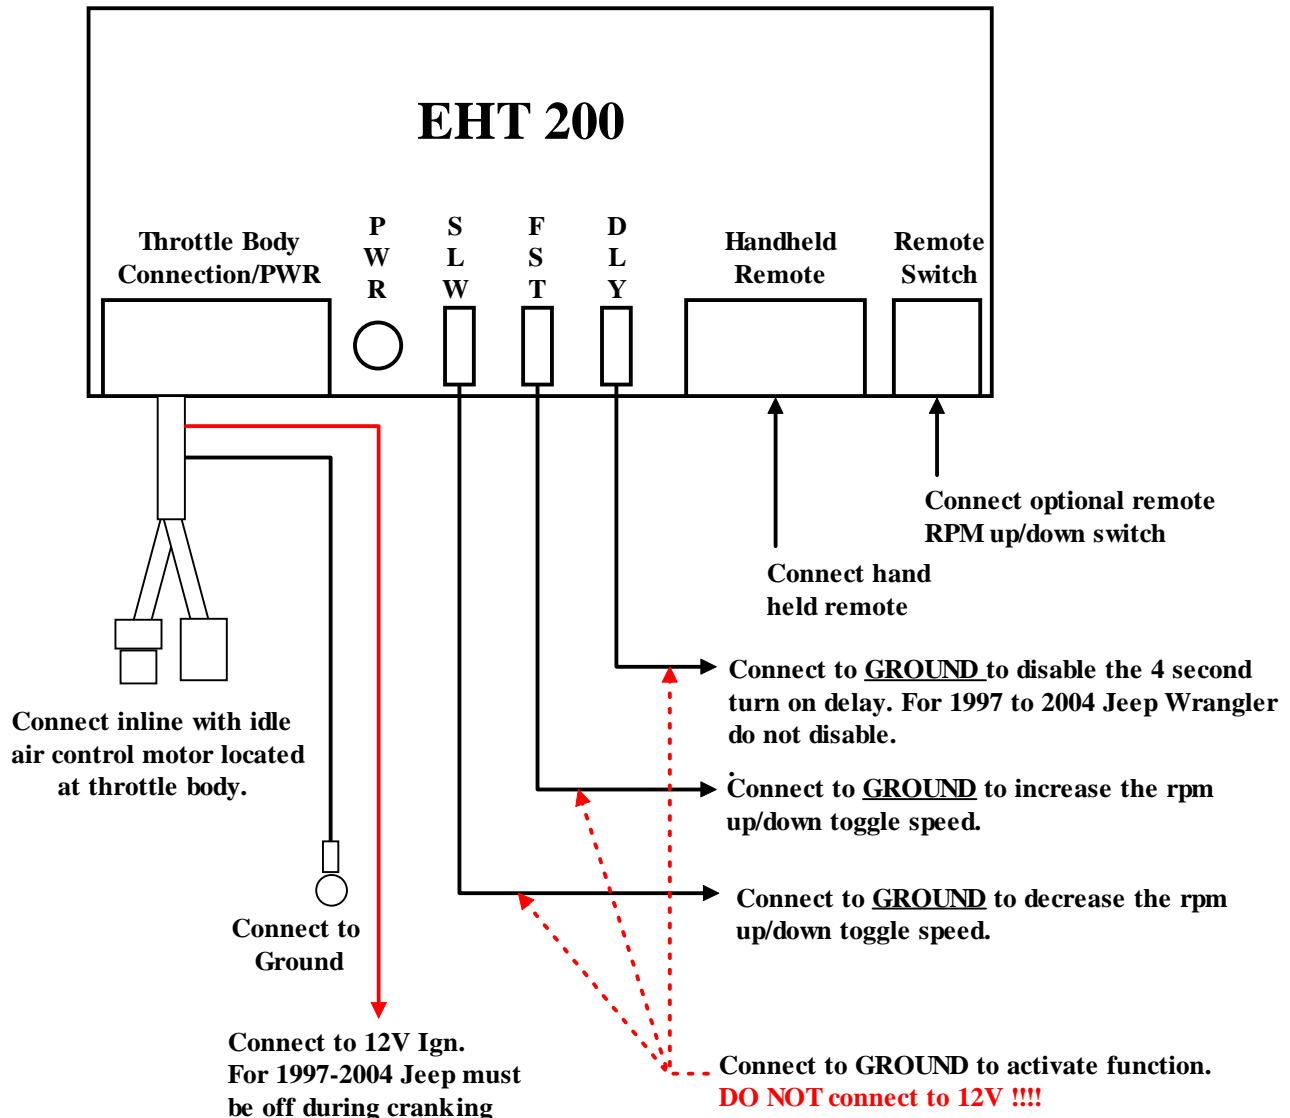 EHT 200
Throttle Body
Connection/PWR
PWR
SLW
FST
DLY
Handheld
Remote
Remote
Switch
Connect optional remote
RPM up/down switch
Connect hand
held remote
Connect to GROUND to disable the 4 second
turn on delay. For 1997 to 2004 Jeep Wrangler
do not disable.
.
Connect to GROUND to increase the rpm
up/down toggle speed.
Connect to GROUND to decrease the rpm
up/down toggle speed.
Connect inline with idle
air control motor located
at throttle body.
Connect to
Ground
Connect to 12V Ign.
For 1997-2004 Jeep must
be off during cranking
Connect to GROUND to activate function.
DO NOT connect to 12V !!!!